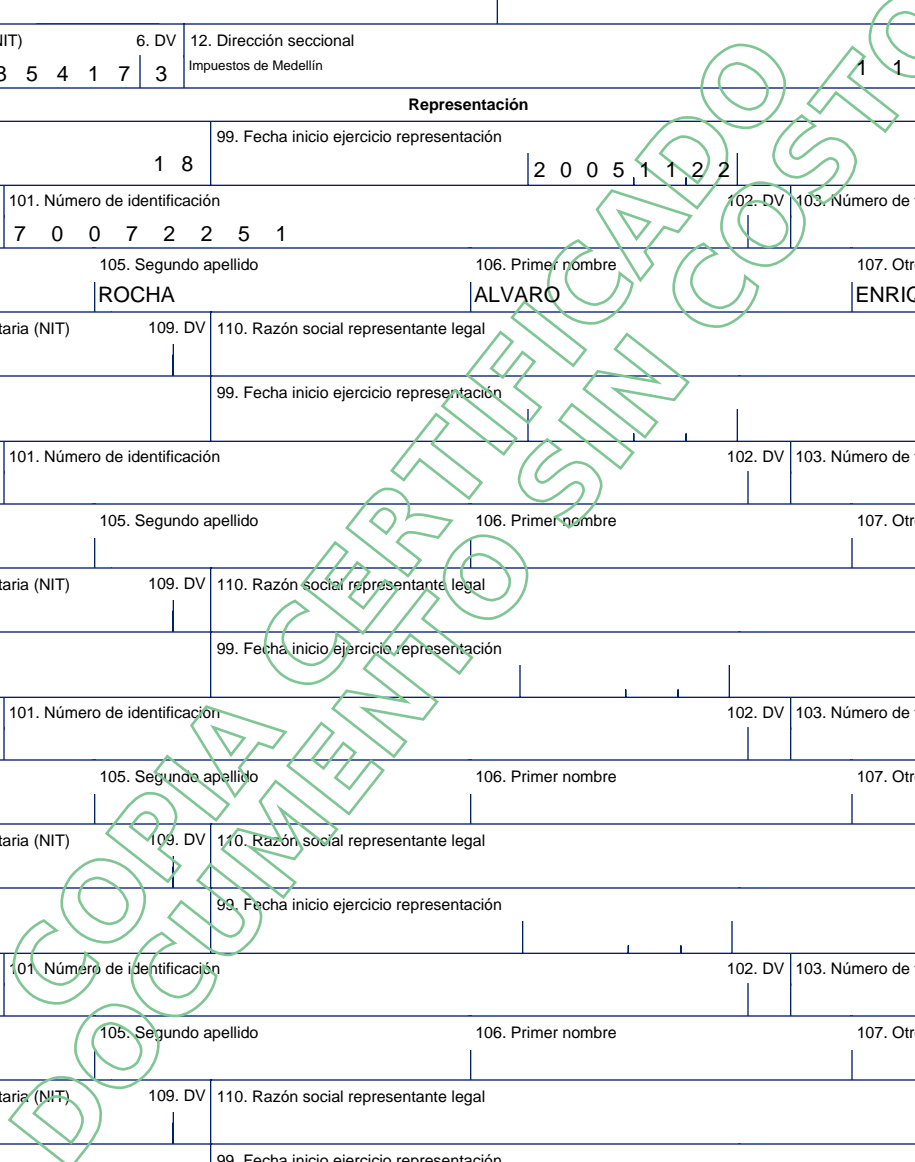 IT) 6. DV 12. Dirección seccional
3 5 4 1 7 3 Impuestos de Medellín 1 1
Representación
99. Fecha inicio ejercicio representación
1 8 2 0 0 5 1 1 2 2
101. Número de identificación 102. DV 103. Número de
7 0 0 7 2 2 5 1
105. Segundo apellido 106. Primer nombre 107. Otr
ROCHA ALVARO ENRIQ
taria (NIT) 109. DV 110. Razón social representante legal
99. Fecha inicio ejercicio representación
101. Número de identificación 102. DV 103. Número de
105. Segundo apellido 106. Primer nombre 107. Otr
taria (NIT) 109. DV 110. Razón social representante legal
99. Fecha inicio ejercicio representación
101. Número de identificación 102. DV 103. Número de
105. Segundo apellido 106. Primer nombre 107. Otr
taria (NIT) 109. DV 110. Razón social representante legal
99. Fecha inicio ejercicio representación
101. Número de identificación 102. DV 103. Número de
105. Segundo apellido 106. Primer nombre 107. Otr
taria (NIT) 109. DV 110. Razón social representante legal
99. Fecha inicio ejercicio representación
COPIA CERTIFICADO
DOCUMENTO SIN COSTO